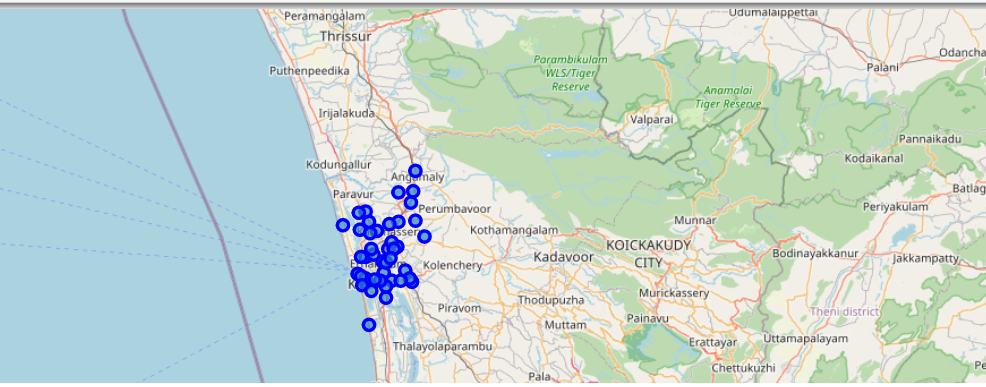 Peramangalam
Udumalaippettai
Thrissur
Odancha
Parambikulam
WLS/Tiger
Reserve
Palani
Puthenpeedika
Anamalai
Tiger Reserve
Irijalakuda
Valparai
Pannaikadu
Kodungallur
Kodaikanal
Angamaly
Paravur
Batlag
Perumbavoor
Periyakulam
Munnar
Kothamangalam
KOICKAKUDY
CITY
Bodinayakkanur
Kadavoor
Jakkampatty
Kolenchery
Murickassery
Thodupuzha
Piravom
Theni district
Painavu
Muttam
Erattayar
Uttamapalayam
Thalayolaparambu
Chettukuzhi
Pala